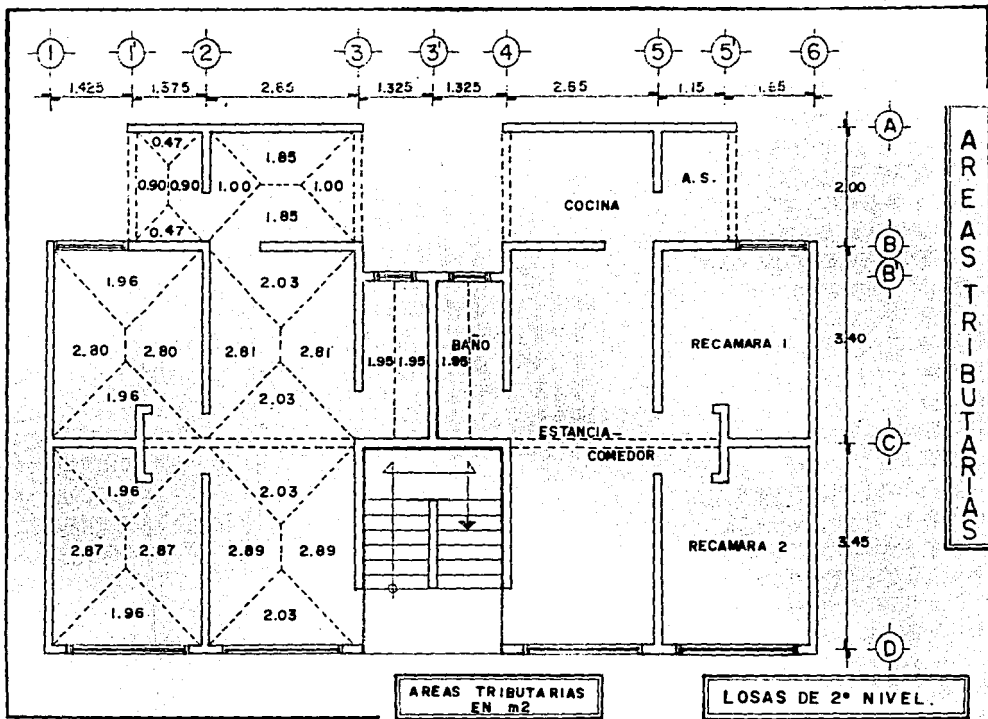 1 1' 2 3 3' 4 5 5' 6
1.425 1.375 2.65 1.325 1.325 2.65 1.15 1.65
A
0.47
1.85
A. S.
0.90 0.90 1.00 1.00
2.00
COCINA
0.47
1.85
B
1.96
2.03
B'
2.80 2.80 2.81 2.81
1.95 1.95 1.95
BAÑO
RECAMARA 1
3.40
1.96
2.03
ESTANCIA-
C
COMEDOR
1.96
2.03
2.87 2.87 2.89 2.89
RECAMARA 2
3.45
1.96
2.03
D
AREAS TRIBUTARIAS
AREAS TRIBUTARIAS
EN m2
LOSAS DE 2º NIVEL.